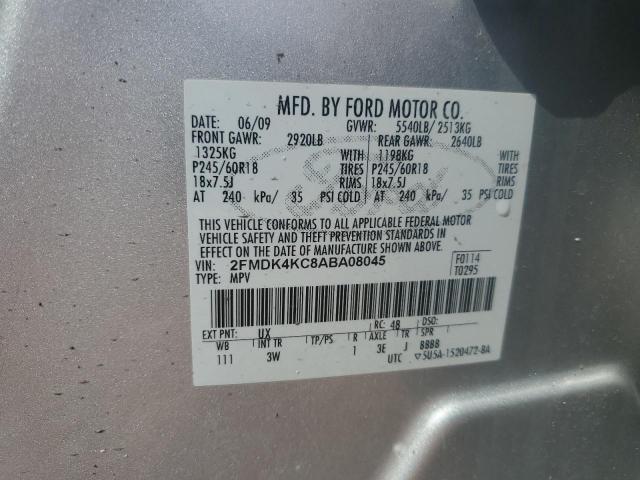 MFD. BY FORD MOTOR CO.
DATE: 06/09 GVWR: 5540LB/ 2513KG
FRONT GAWR: 2920LB REAR GAWR: 2640LB
1325KG WITH 1198KG WITH
P245/60R18 TIRES P245/60R18 TIRES
18x7.5J RIMS 18x7.5J RIMS
AT 240 kPa/ 35 PSI COLD AT 240 kPa/ 35 PSI COLD
THIS VEHICLE CONFORMS TO ALL APPLICABLE FEDERAL MOTOR
VEHICLE SAFETY AND THEFT PREVENTION STANDARDS IN
EFFECT ON THE DATE OF MANUFACTURE SHOWN ABOVE.
VIN: 2FMDK4KC8ABA08045 F0114
TYPE: MPV T0295
EXT PNT: UX RC: 48 DSO:
WB INT TR TP/PS R AXLE TR SPR
111 3W 1 3E J 8888
UTC ▽5U5A-1520472-BA